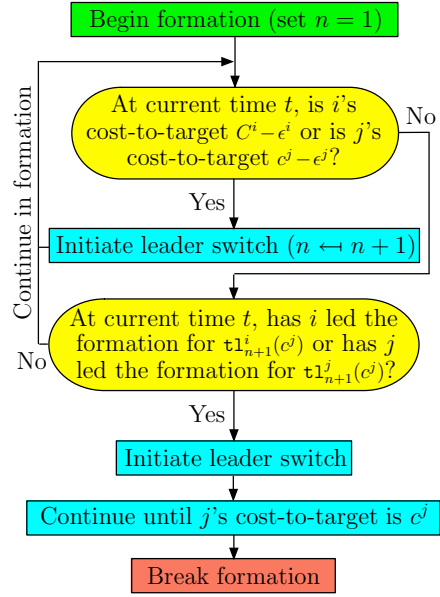 Begin formation (set n = 1)
At current time t, is i's
cost-to-target C^i − ϵ^i or is j's
cost-to-target c^j − ϵ^j?
No
Yes
Continue in formation
Initiate leader switch (n ↤ n + 1)
At current time t, has i led the
formation for tl^i_{n+1}(c^j) or has j
led the formation for tl^j_{n+1}(c^j)?
No
Yes
Initiate leader switch
Continue until j's cost-to-target is c^j
Break formation